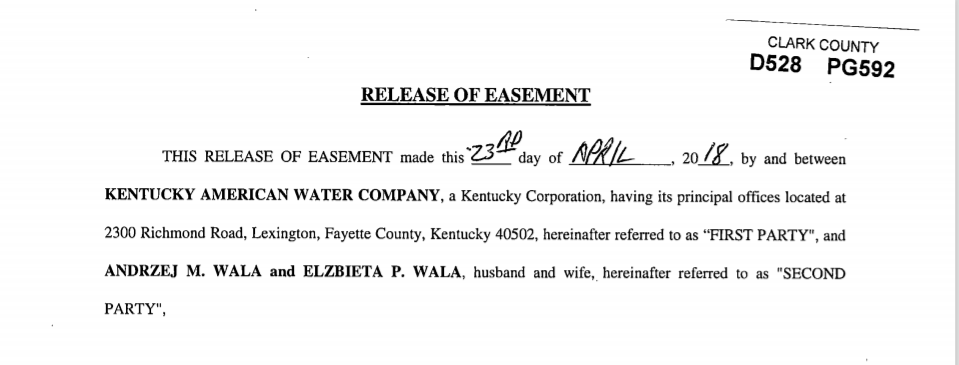 CLARK COUNTY
D528 PG592
RELEASE OF EASEMENT
THIS RELEASE OF EASEMENT made this 23RD day of APRIL, 2018, by and between
KENTUCKY AMERICAN WATER COMPANY, a Kentucky Corporation, having its principal offices located at
2300 Richmond Road, Lexington, Fayette County, Kentucky 40502, hereinafter referred to as “FIRST PARTY", and
ANDRZEJ M. WALA and ELZBIETA P. WALA, husband and wife, hereinafter referred to as "SECOND
PARTY",